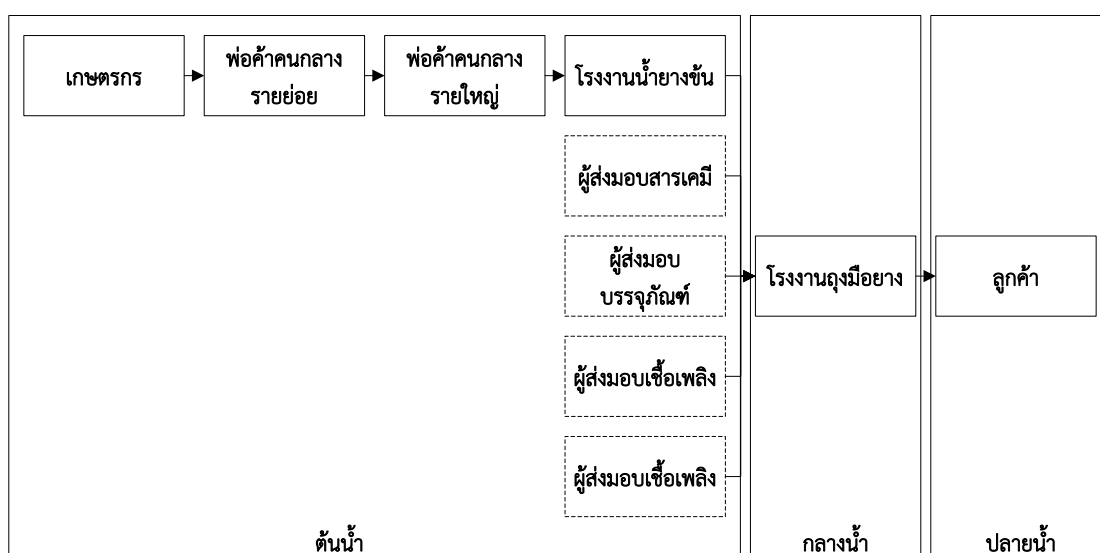 เกษตรกร
พ่อค้าคนกลาง
รายย่อย
พ่อค้าคนกลาง
รายใหญ่
โรงงานน้ำยางข้น
ผู้ส่งมอบสารเคมี
ผู้ส่งมอบ
บรรจุภัณฑ์
โรงงานถุงมือยาง
ลูกค้า
ผู้ส่งมอบเชื้อเพลิง
ผู้ส่งมอบเชื้อเพลิง
ต้นน้ำ
กลางน้ำ
ปลายน้ำ